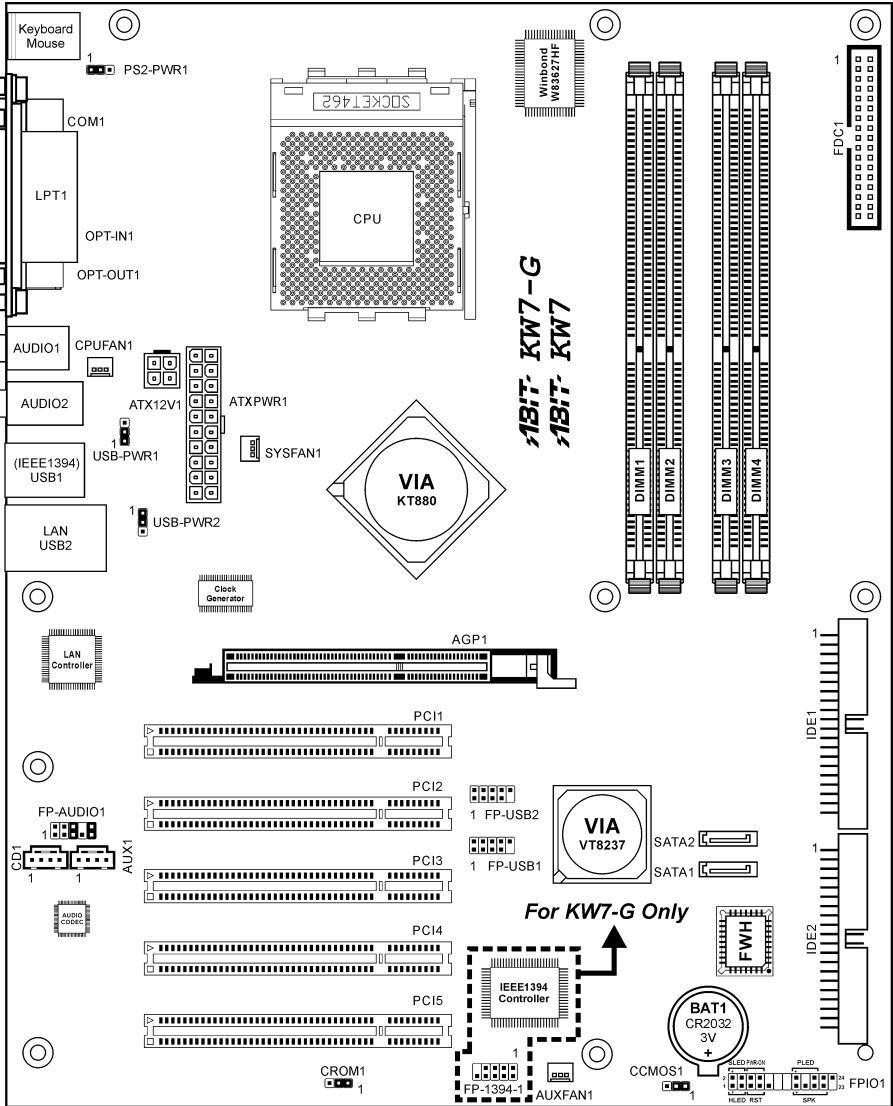 Keyboard
Mouse
1
PS2-PWR1
COM1
LPT1
OPT-IN1
OPT-OUT1
SOCKET462
CPU
Winbond
W83627HF
1
FDC1
ABIT KW7-G
ABIT KW7
AUDIO1
CPUFAN1
AUDIO2
ATX12V1
ATXPWR1
1
USB-PWR1
SYSFAN1
(IEEE1394)
USB1
VIA
KT880
DIMM1
DIMM2
DIMM3
DIMM4
LAN
USB2
1
USB-PWR2
Clock
Generator
LAN
Controller
AGP1
1
IDE1
PCI1
PCI2
1 FP-USB2
VIA
VT8237
SATA2
SATA1
FP-AUDIO1
1
CD1
1
1
AUX1
PCI3
1 FP-USB1
1
IDE2
AUDIO
CODEC
For KW7-G Only
PCI4
FWH
IEEE1394
Controller
PCI5
BAT1
CR2032
3V
+
CROM1
1
1
FP-1394-1
AUXFAN1
CCMOS1
1
SLED PWR-ON
PLED
2
24
1
23
HLED RST
SPK
FPIO1